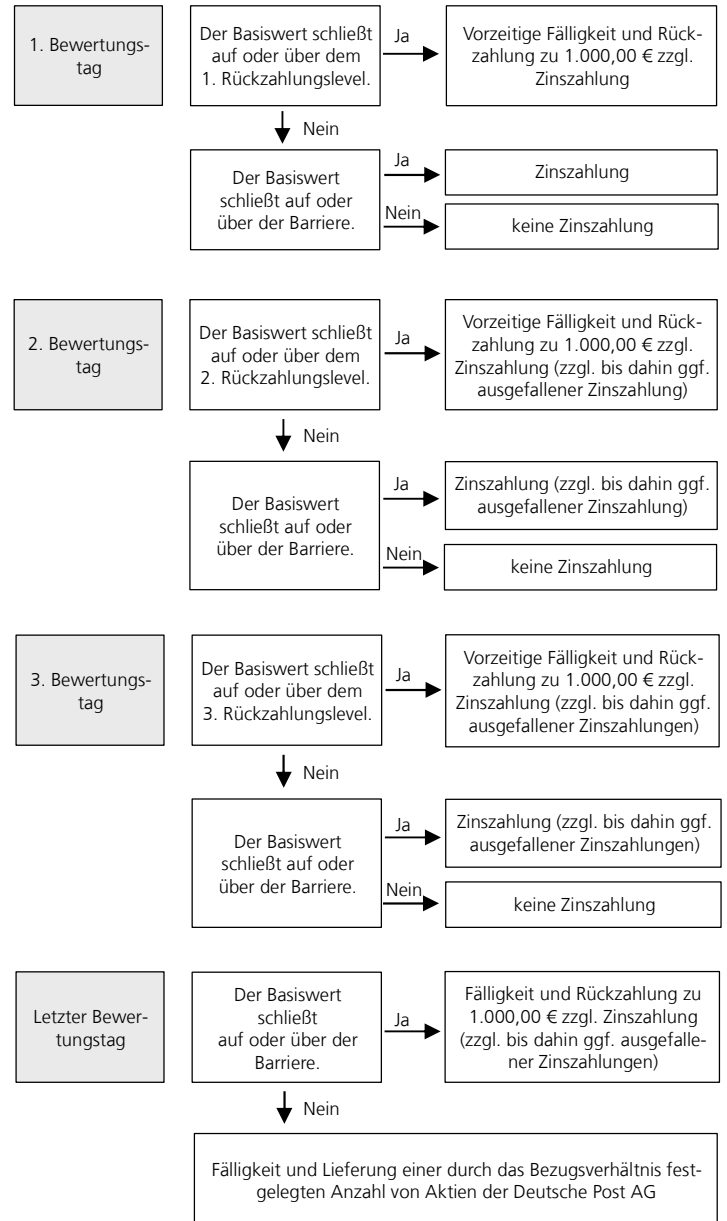 1. Bewertungs-
tag
Der Basiswert schließt
auf oder über dem
1. Rückzahlungslevel.
Ja
Vorzeitige Fälligkeit und Rück-
zahlung zu 1.000,00 € zzgl.
Zinszahlung
Nein
Der Basiswert
schließt auf oder
über der Barriere.
Ja
Zinszahlung
Nein
keine Zinszahlung
2. Bewertungs-
tag
Der Basiswert schließt
auf oder über dem
2. Rückzahlungslevel.
Ja
Vorzeitige Fälligkeit und Rück-
zahlung zu 1.000,00 € zzgl.
Zinszahlung (zzgl. bis dahin ggf.
ausgefallener Zinszahlung)
Nein
Der Basiswert
schließt auf oder
über der Barriere.
Ja
Zinszahlung (zzgl. bis dahin ggf.
ausgefallener Zinszahlung)
Nein
keine Zinszahlung
3. Bewertungs-
tag
Der Basiswert schließt
auf oder über dem
3. Rückzahlungslevel.
Ja
Vorzeitige Fälligkeit und Rück-
zahlung zu 1.000,00 € zzgl.
Zinszahlung (zzgl. bis dahin ggf.
ausgefallener Zinszahlungen)
Nein
Der Basiswert
schließt auf oder
über der Barriere.
Ja
Zinszahlung (zzgl. bis dahin ggf.
ausgefallener Zinszahlungen)
Nein
keine Zinszahlung
Letzter Bewer-
tungstag
Der Basiswert
schließt
auf oder über der
Barriere.
Ja
Fälligkeit und Rückzahlung zu
1.000,00 € zzgl. Zinszahlung
(zzgl. bis dahin ggf. ausgefalle-
ner Zinszahlungen)
Nein
Fälligkeit und Lieferung einer durch das Bezugsverhältnis fest-
gelegten Anzahl von Aktien der Deutsche Post AG